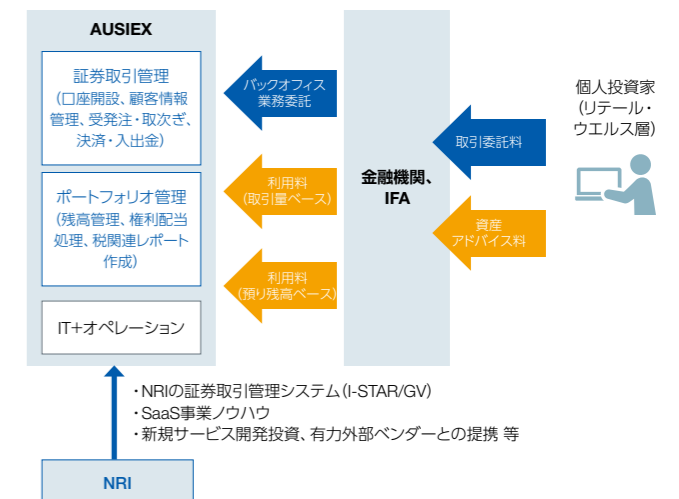 AUSIEX
証券取引管理
(口座開設、顧客情報
管理、受発注・取次ぎ、
決済・入出金)
ポートフォリオ管理
(残高管理、権利配当
処理、税関連レポート
作成)
IT+オペレーション
バックオフィス
業務委託
利用料
(取引量ベース)
利用料
(預り残高ベース)
金融機関、
IFA
取引委託料
資産
アドバイス料
個人投資家
(リテール・
ウエルス層)
・NRIの証券取引管理システム(I-STAR/GV)
・SaaS事業ノウハウ
・新規サービス開発投資、有力外部ベンダーとの提携 等
NRI